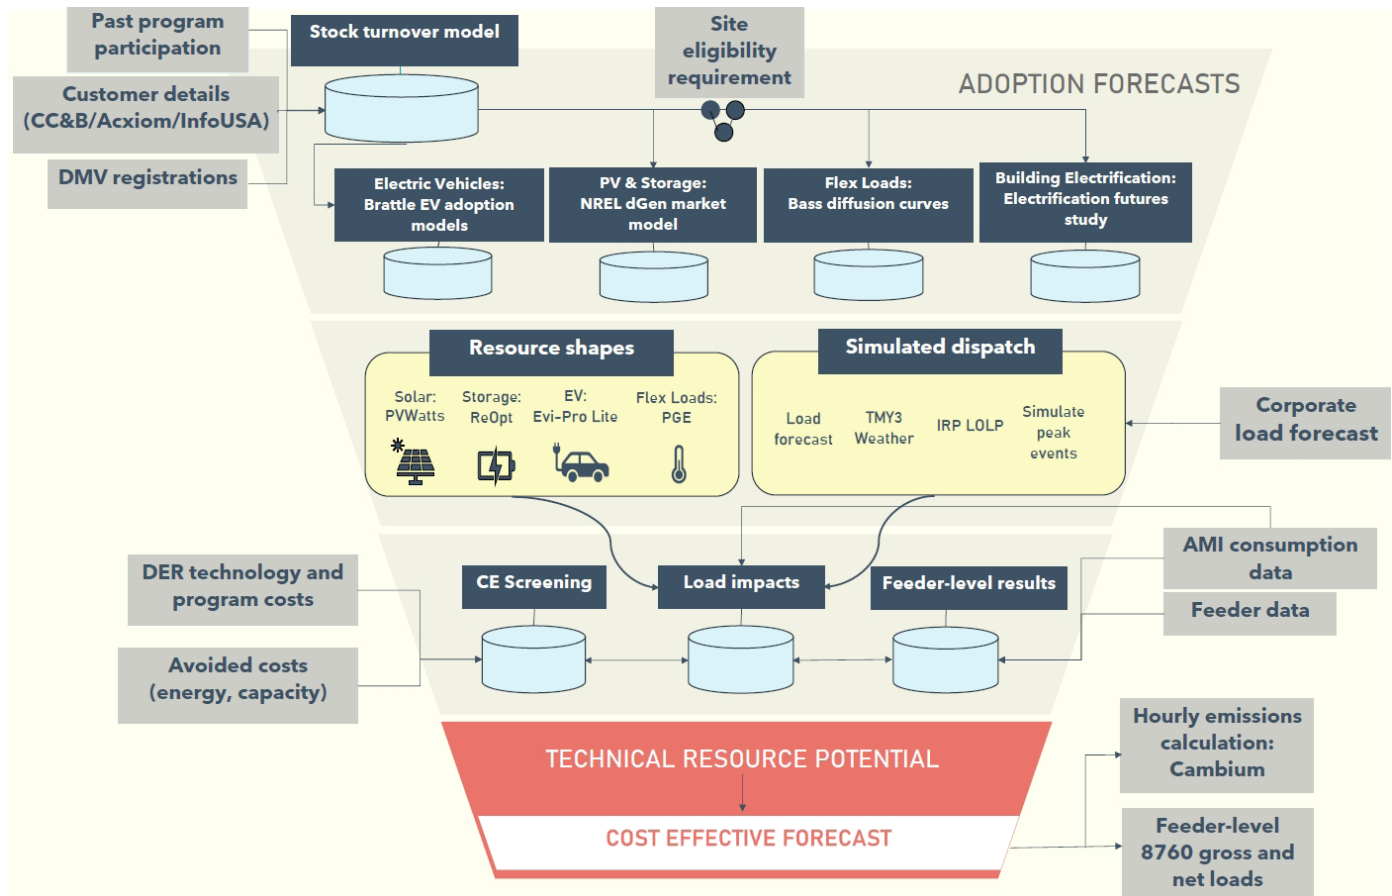 Past program
participation
Stock turnover model
Site
eligibility
requirement
ADOPTION FORECASTS
Customer details
(CC&B/Acxiom/InfoUSA)
DMV registrations
Electric Vehicles:
Brattle EV adoption
models
PV & Storage:
NREL dGen market
model
Flex Loads:
Bass diffusion curves
Building Electrification:
Electrification futures
study
Resource shapes
Solar:
PVWatts
Storage:
ReOpt
EV:
Evi-Pro Lite
Flex Loads:
PGE
Simulated dispatch
Load
forecast
TMY3
Weather
IRP LOLP
Simulate
peak
events
Corporate
load forecast
DER technology and
program costs
Avoided costs
(energy, capacity)
CE Screening
Load impacts
Feeder-level results
AMI consumption
data
Feeder data
TECHNICAL RESOURCE POTENTIAL
COST EFFECTIVE FORECAST
Hourly emissions
calculation:
Cambium
Feeder-level
8760 gross and
net loads